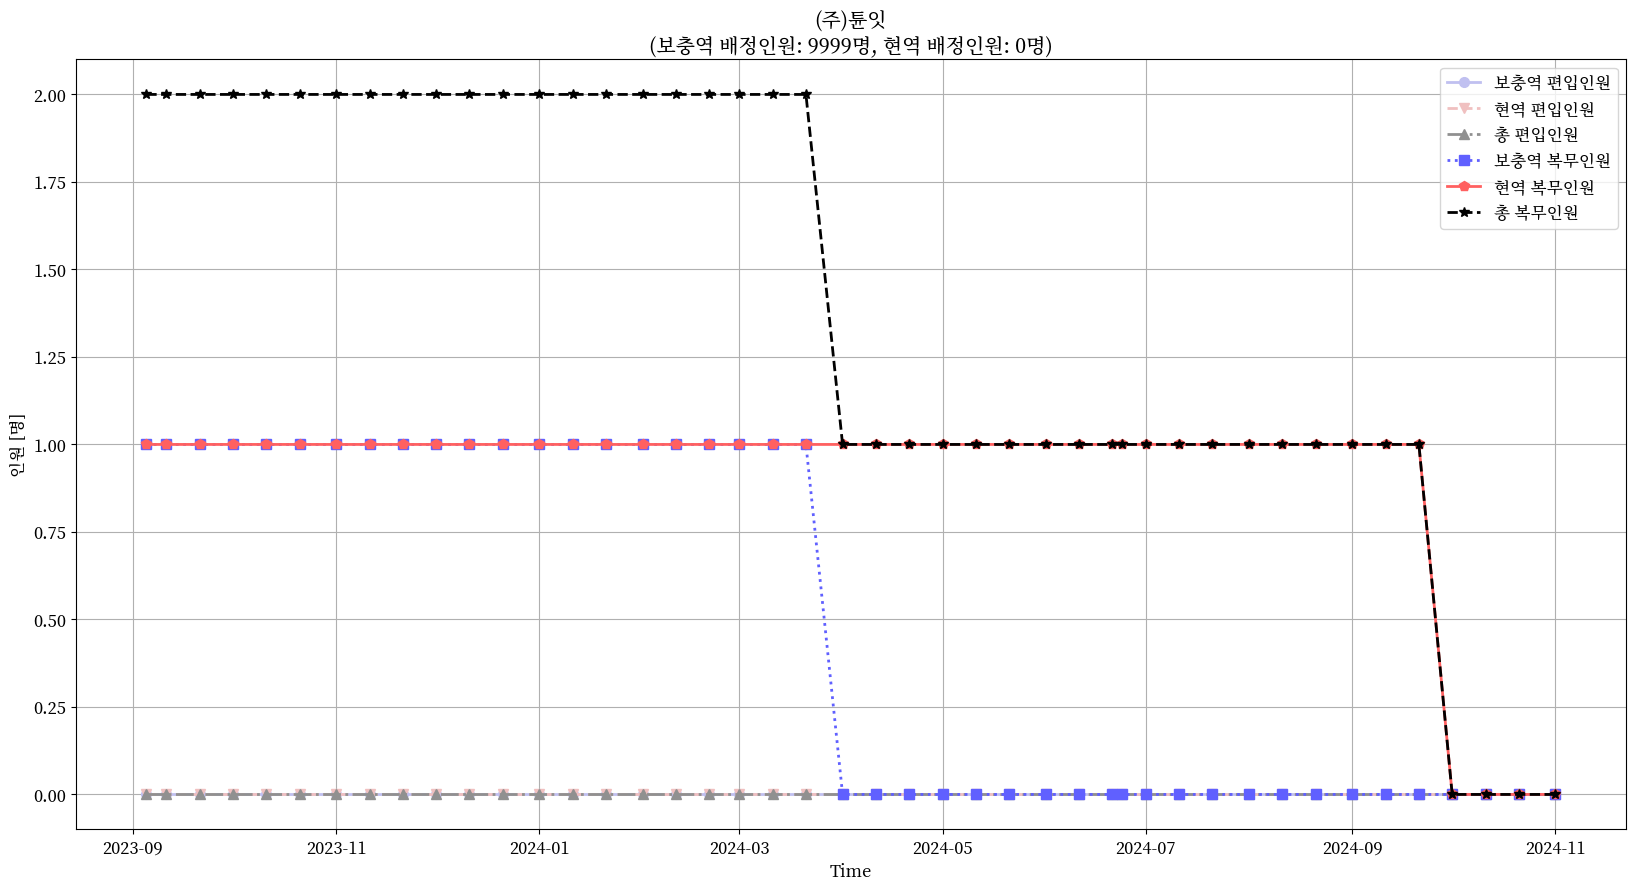 (주)튠잇
(보충역 배정인원: 9999명, 현역 배정인원: 0명)
보충역 편입인원
현역 편입인원
총 편입인원
보충역 복무인원
현역 복무인원
총 복무인원
인원 [명]
2.00
1.75
1.50
1.25
1.00
0.75
0.50
0.25
0.00
2023-09 2023-11 2024-01 2024-03 2024-05 2024-07 2024-09 2024-11
Time